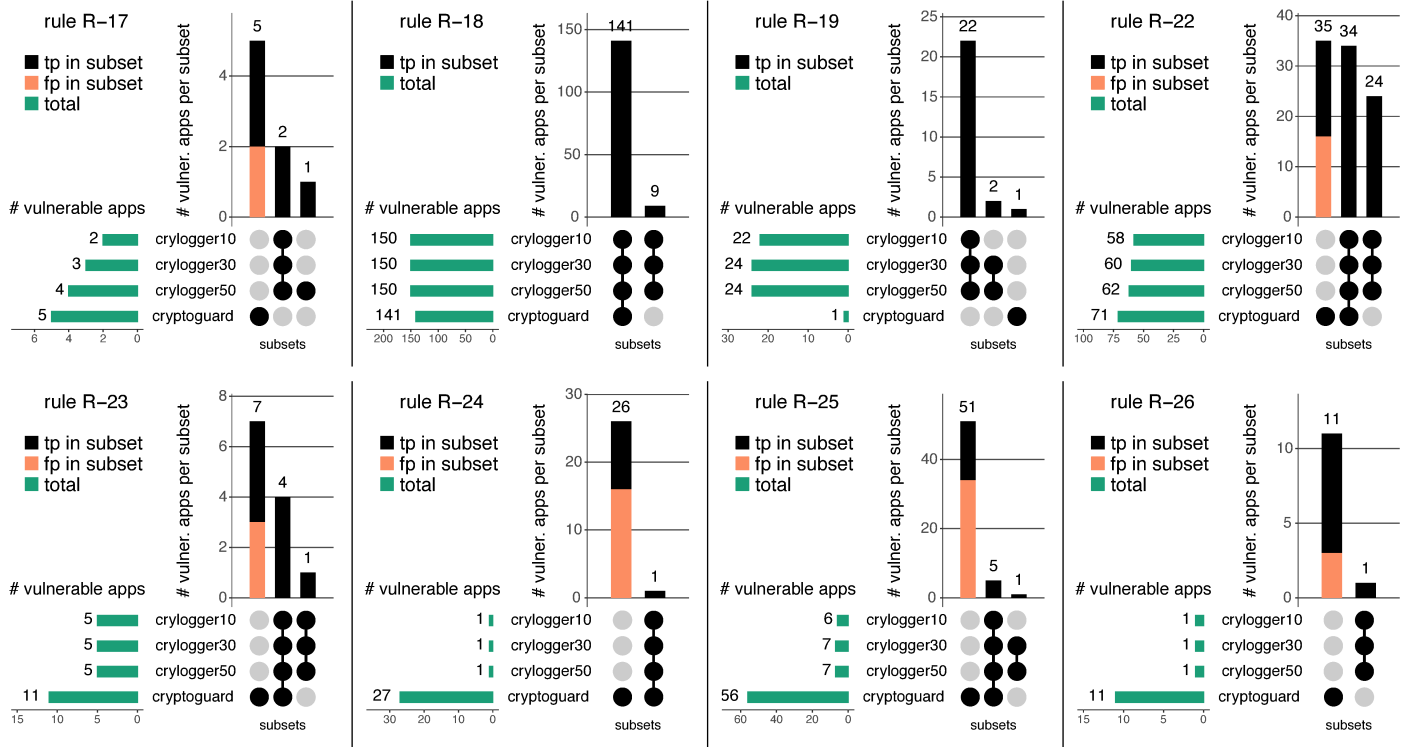 rule R−17
tp in subset
fp in subset
total
# vulner. apps per subset
4
2
0
5
2
1
# vulnerable apps
2 crylogger10
3 crylogger30
4 crylogger50
5 cryptoguard
6 4 2 0
subsets
rule R−18
tp in subset
total
# vulner. apps per subset
150
100
50
0
141
9
# vulnerable apps
150 crylogger10
150 crylogger30
150 crylogger50
141 cryptoguard
200 150 100 50 0
subsets
rule R−19
tp in subset
total
# vulner. apps per subset
25
20
15
10
5
0
22
2
1
# vulnerable apps
22 crylogger10
24 crylogger30
24 crylogger50
1 cryptoguard
30 20 10 0
subsets
rule R−22
tp in subset
fp in subset
total
# vulner. apps per subset
40
30
20
10
0
35
34
24
# vulnerable apps
58 crylogger10
60 crylogger30
62 crylogger50
71 cryptoguard
100 75 50 25 0
subsets
rule R−23
tp in subset
fp in subset
total
# vulner. apps per subset
8
6
4
2
0
7
4
1
# vulnerable apps
5 crylogger10
5 crylogger30
5 crylogger50
11 cryptoguard
15 10 5 0
subsets
rule R−24
tp in subset
fp in subset
total
# vulner. apps per subset
30
20
10
0
26
1
# vulnerable apps
1 crylogger10
1 crylogger30
1 crylogger50
27 cryptoguard
30 20 10 0
subsets
rule R−25
tp in subset
fp in subset
total
# vulner. apps per subset
40
20
0
51
5
1
# vulnerable apps
6 crylogger10
7 crylogger30
7 crylogger50
56 cryptoguard
60 40 20 0
subsets
rule R−26
tp in subset
fp in subset
total
# vulner. apps per subset
10
5
0
11
1
# vulnerable apps
1 crylogger10
1 crylogger30
1 crylogger50
11 cryptoguard
15 10 5 0
subsets